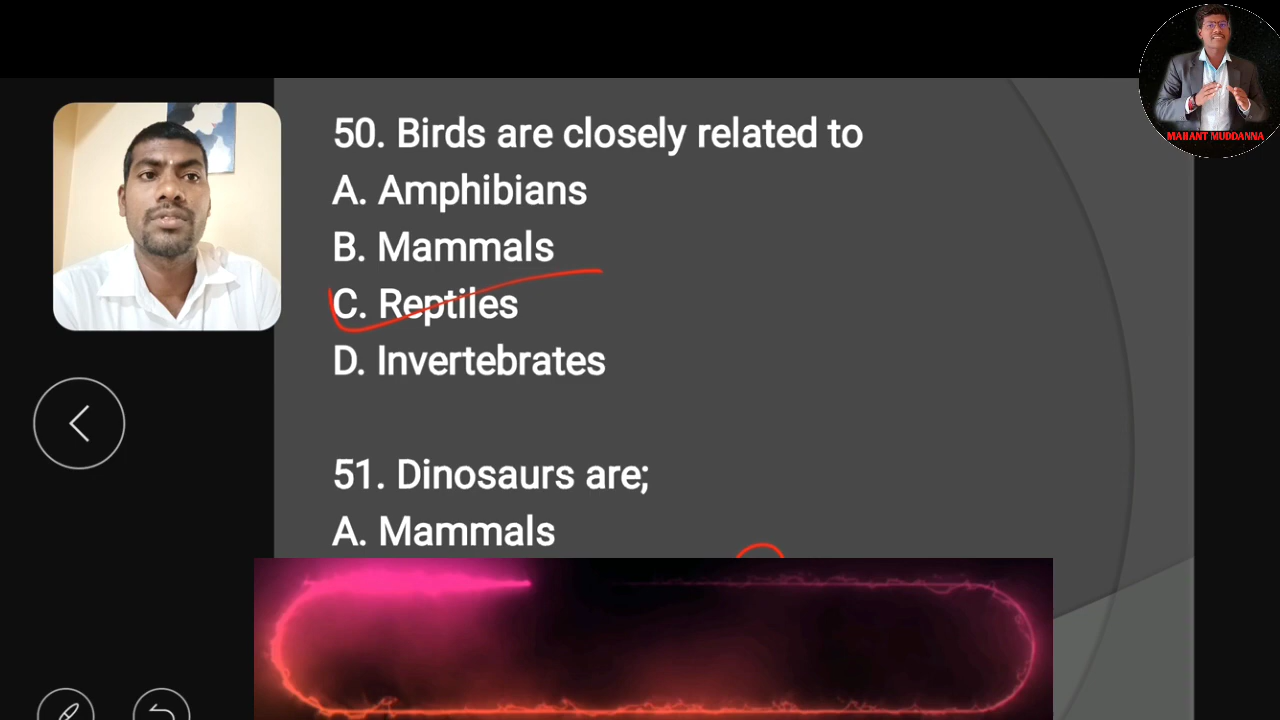 MAHANT MUDDANNA
50. Birds are closely related to
A. Amphibians
B. Mammals
C. Reptiles
D. Invertebrates
51. Dinosaurs are;
A. Mammals